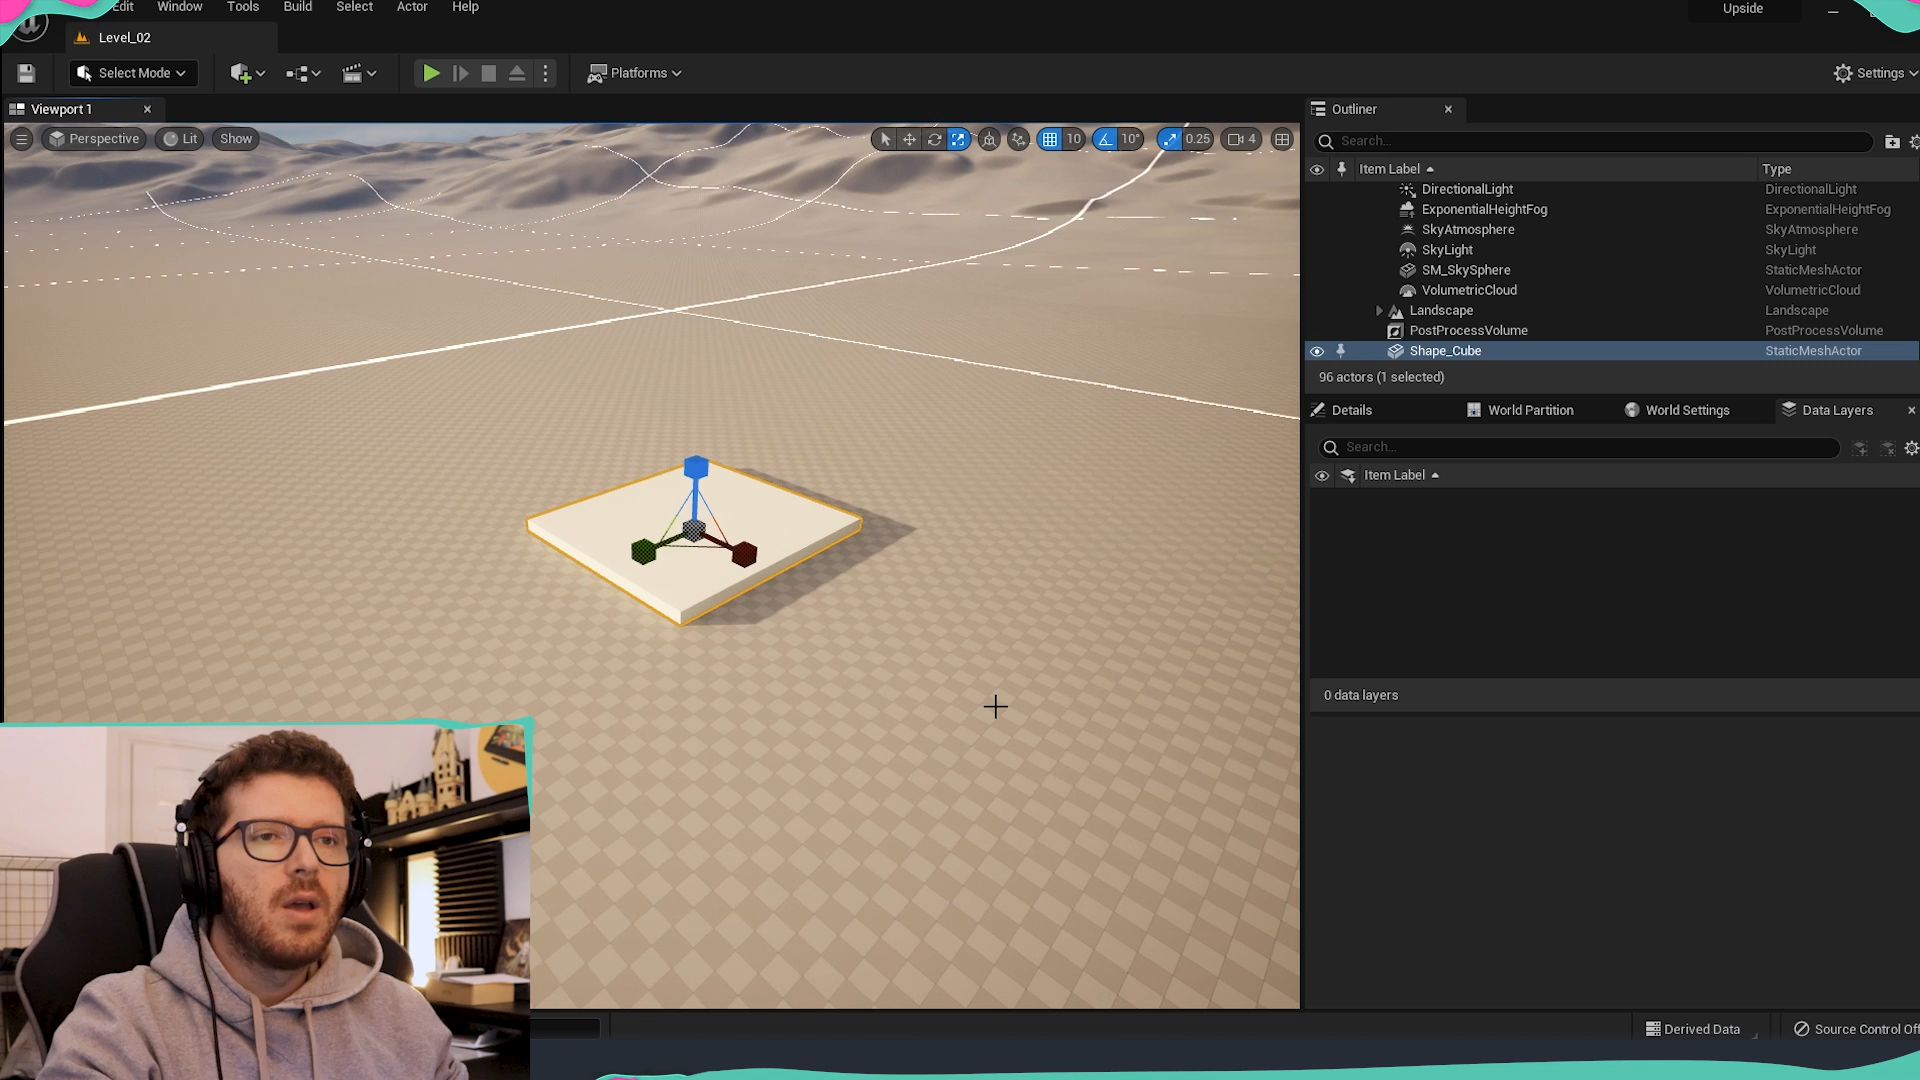 Edit Window Tools Build Select Actor Help
Upside
Level_02
Select Mode
Platforms
Settings
Viewport 1
Perspective Lit Show
10 10° 0.25 4
Outliner
Search...
Item Label Type
DirectionalLight DirectionalLight
ExponentialHeightFog ExponentialHeightFog
SkyAtmosphere SkyAtmosphere
SkyLight SkyLight
SM_SkySphere StaticMeshActor
VolumetricCloud VolumetricCloud
Landscape Landscape
PostProcessVolume PostProcessVolume
Shape_Cube StaticMeshActor
96 actors (1 selected)
Details World Partition World Settings Data Layers
Search...
Item Label
0 data layers
Derived Data Source Control Off